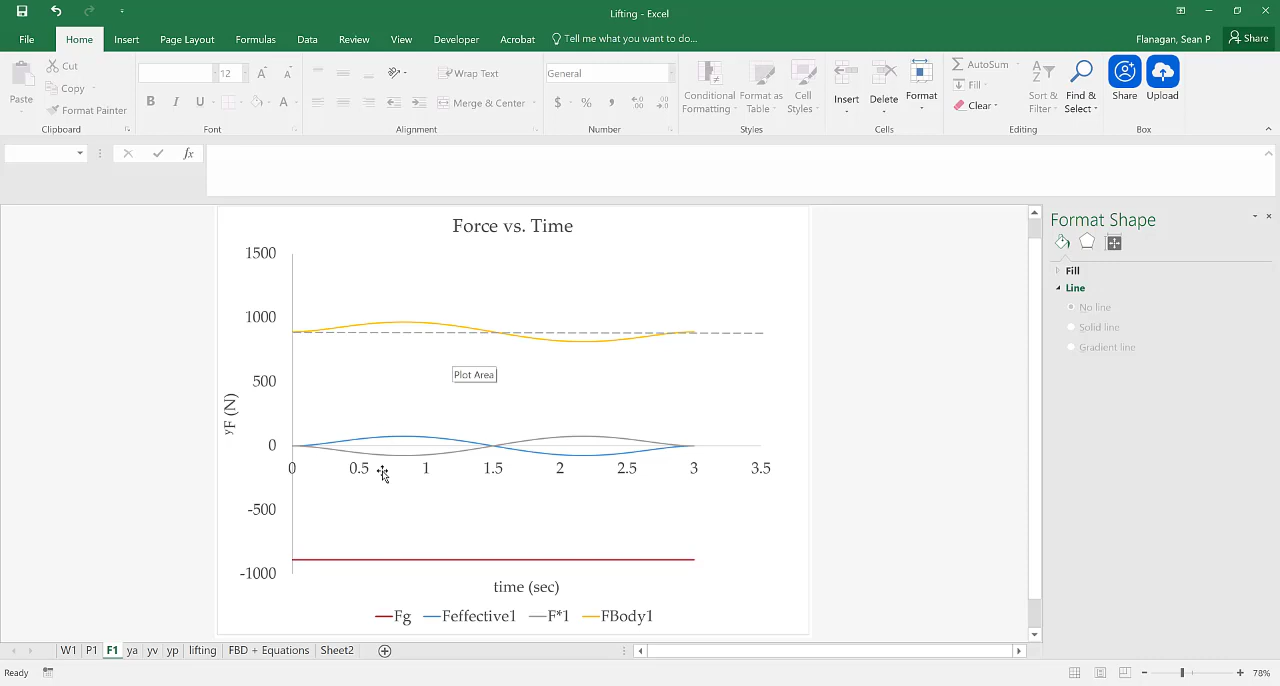 Lifting - Excel
File Home Insert Page Layout Formulas Data Review View Developer Acrobat Tell me what you want to do... Flanagan, Sean P Share
Paste
Cut
Copy
Format Painter
Clipboard
12 A A
B I U A
Font
Wrap Text
Merge & Center
Alignment
General
$ % ,
Number
Conditional Formatting
Format as Table
Cell Styles
Styles
Insert Delete Format
Cells
AutoSum
Fill
Clear
Sort & Filter
Find & Select
Editing
Share Upload
Box
fx
Force vs. Time
1500
1000
500
0
-500
-1000
yF (N)
Plot Area
0 0.5 1 1.5 2 2.5 3 3.5
time (sec)
Fg Feffective1 F*1 FBody1
Format Shape
Fill
Line
No line
Solid line
Gradient line
W1 P1 F1 ya yv yp lifting FBD + Equations Sheet2
Ready
78%